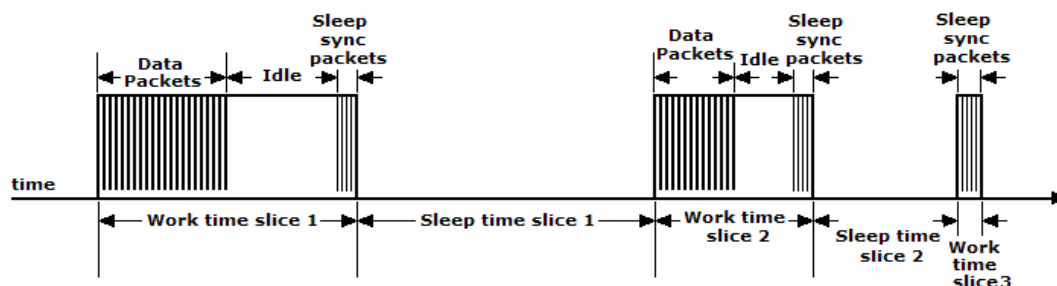 Sleep
sync
packets
Data
Packets
Idle
Data
Packets
Idle
Sleep
sync
packets
Sleep
sync
packets
time
Work time slice 1
Sleep time slice 1
Work time
slice 2
Sleep time
slice 2
Work
time
slice3